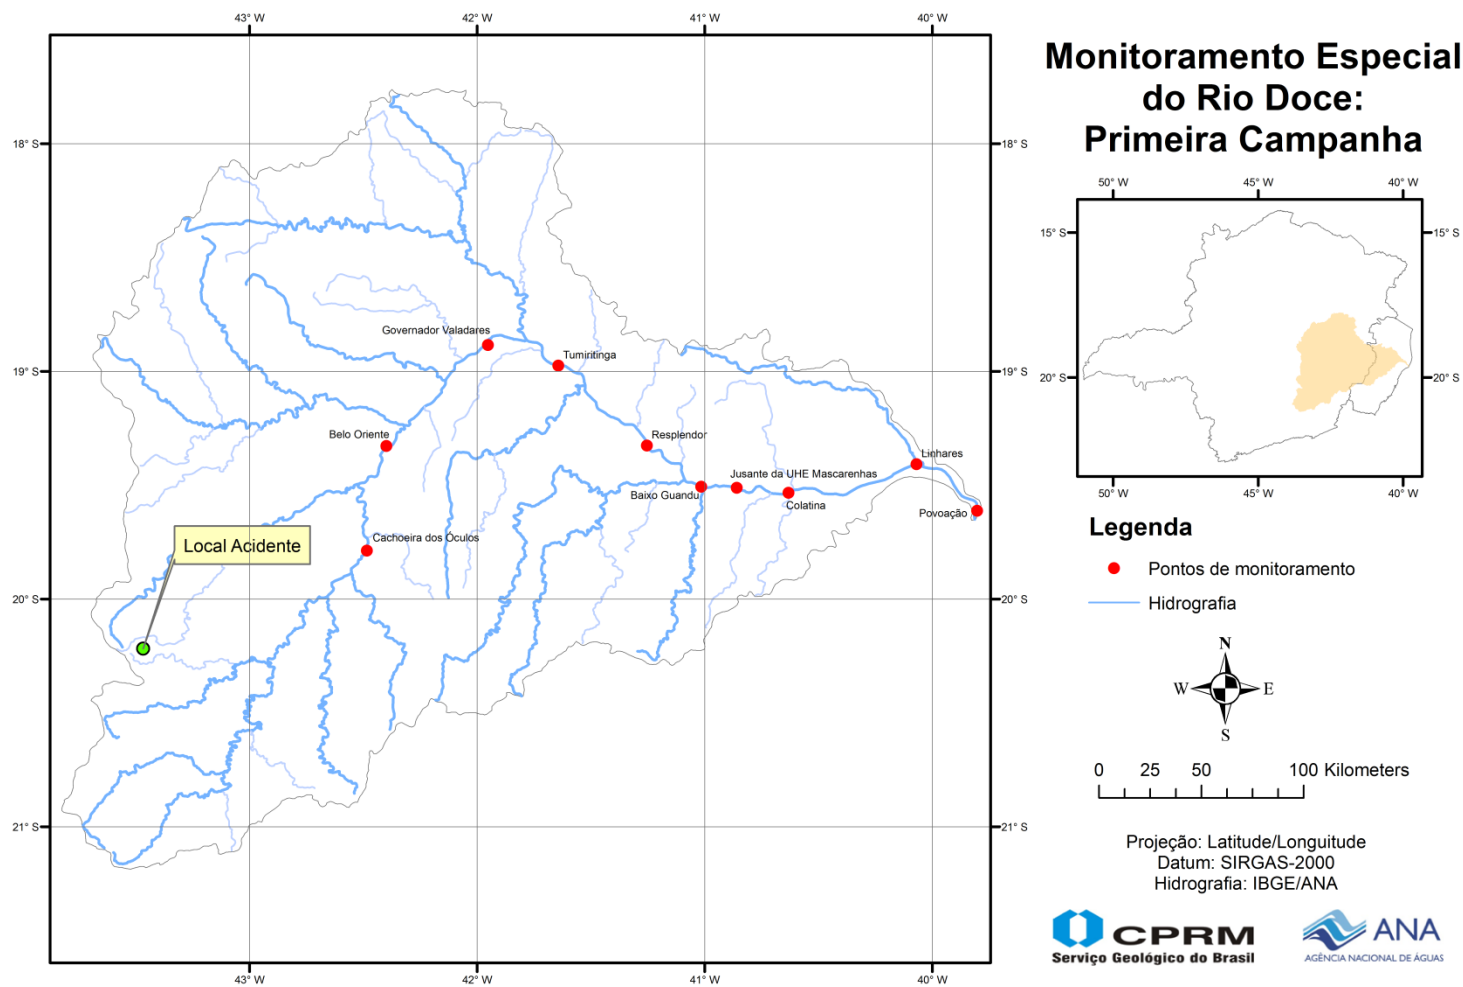 43° W
42° W
41° W
40° W
18° S
18° S
19° S
19° S
20° S
20° S
21° S
21° S
43° W
42° W
41° W
40° W
Governador Valadares
Tumiritinga
Belo Oriente
Resplendor
Linhares
Jusante da UHE Mascarenhas
Baixo Guandu
Colatina
Povoação
Cachoeira dos Óculos
Local Acidente
Monitoramento Especial
do Rio Doce:
Primeira Campanha
50° W
45° W
40° W
15° S
15° S
20° S
20° S
50° W
45° W
40° W
Legenda
Pontos de monitoramento
Hidrografia
N
W
E
S
0 25 50 100 Kilometers
Projeção: Latitude/Longuitude
Datum: SIRGAS-2000
Hidrografia: IBGE/ANA
CPRM
Serviço Geológico do Brasil
ANA
AGÊNCIA NACIONAL DE ÁGUAS